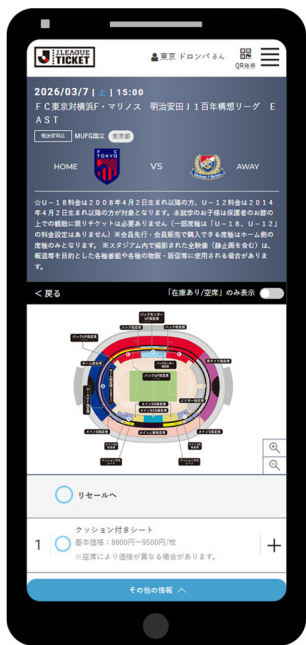 J.LEAGUE
TICKET
東京 ドロンパ さん
QR発券
2026/03/7 [ 土 ] 15:00
ＦＣ東京対横浜Ｆ・マリノス　明治安田Ｊ１百年構想リーグ　Ｅ
ＡＳＴ
MUFG国立 東京都
HOME
TOKYO
VS
AWAY
☆Ｕ－１８料金は２００８年４月２日生まれ以降の方、Ｕ－１２料金は２０１４
年４月２日生まれ以降の方が対象となります。未就学のお子様は保護者のお膝の
上での観戦に限りチケットは必要ありません（一部席種は「Ｕ－１８、Ｕ－１２」
の料金設定はありません）※会員先行・会員販売で購入できる席種はホーム側の
席種のみとなります。 ※スタジアム内で撮影された全映像（静止画を含む）は、
報道等を目的とした各種番組や各種の物販・販促等に使用される場合がありま
す。
＜ 戻る
「在庫あり/空席」のみ表示
リセールへ
1
クッション付きシート
基本価格：8600円～9500円/枚
※座席により価格が異なる場合があります。
+
その他の情報 ヘ